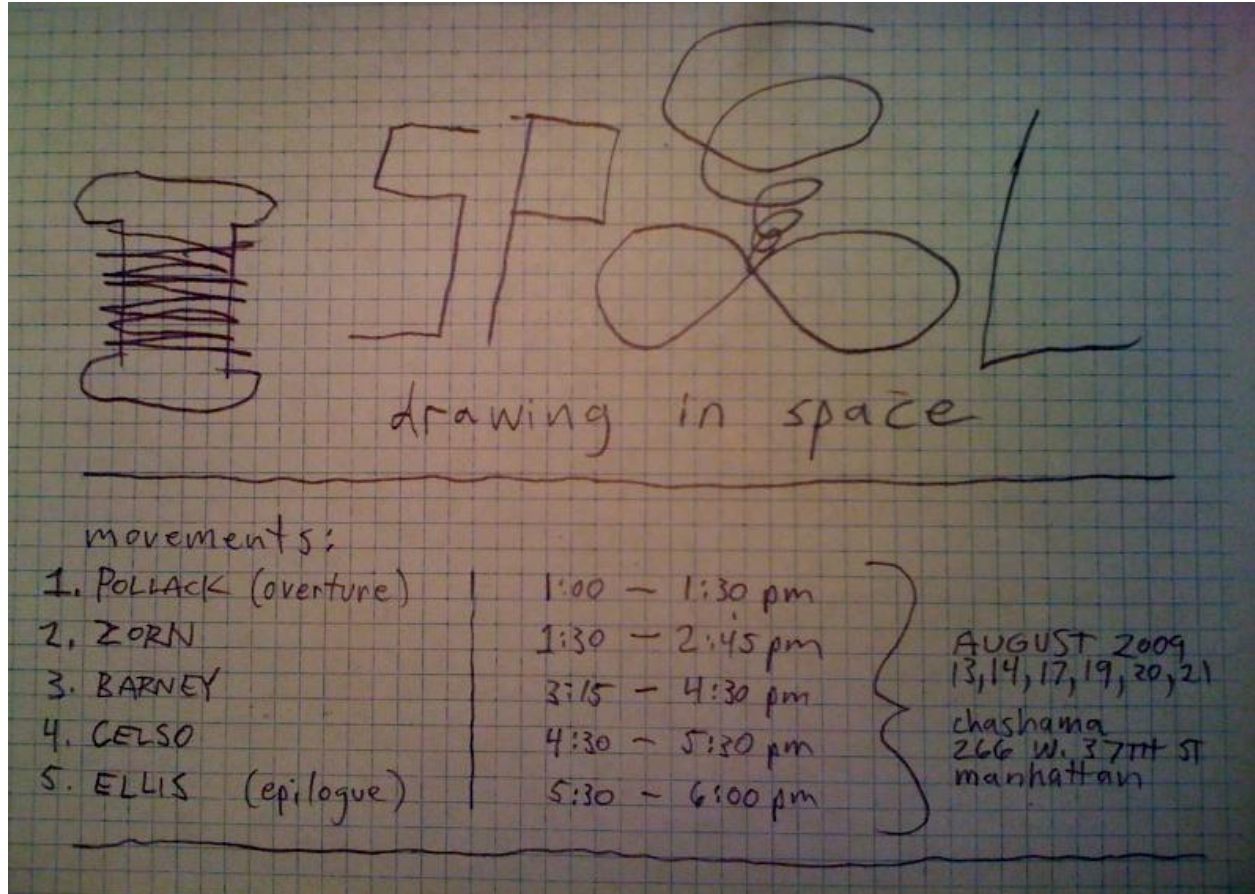 SPOOL
drawing in space
movements:
1. POLLACK (overture) 1:00 – 1:30 pm
2. ZORN 1:30 – 2:45 pm
3. BARNEY 3:15 – 4:30 pm
4. CELSO 4:30 – 5:30 pm
5. ELLIS (epilogue) 5:30 – 6:00 pm
AUGUST 2009
13, 14, 17, 19, 20, 21
chashama
266 W. 37TH ST
manhattan